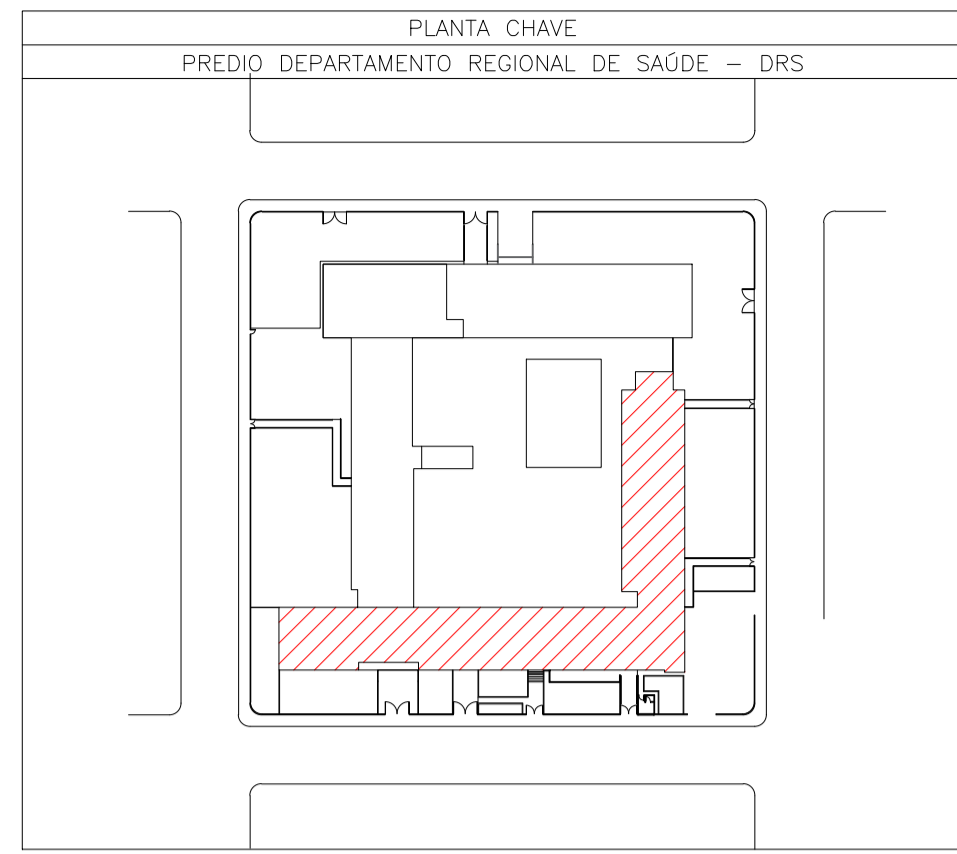 PLANTA CHAVE
PREDIO DEPARTAMENTO REGIONAL DE SAÚDE – DRS